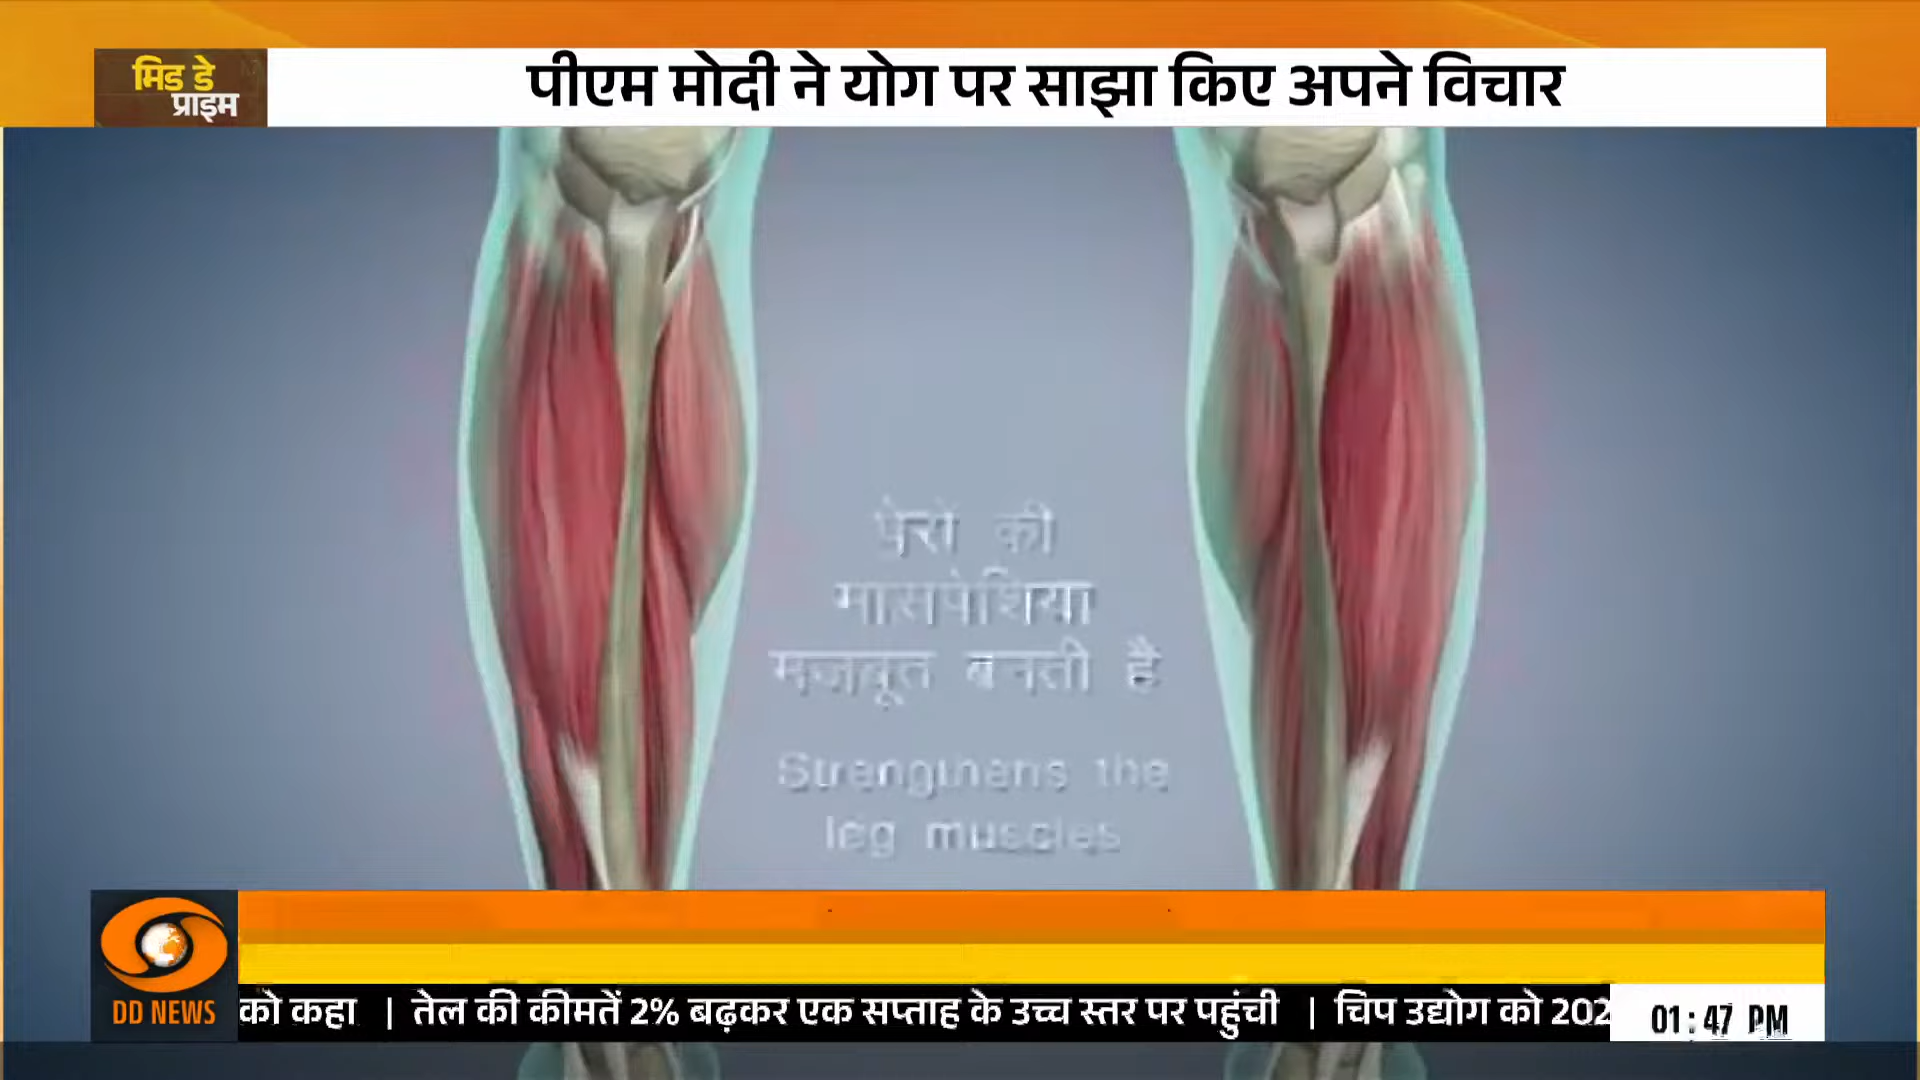 मिड डे
प्राइम
पीएम मोदी ने योग पर साझा किए अपने विचार
पैरों की
मांसपेशियां
मजबूत बनती है
Strengthens the
leg muscles
DD NEWS
को कहा | तेल की कीमतें 2% बढ़कर एक सप्ताह के उच्च स्तर पर पहुंची | चिप उद्योग को 202
01:47 PM